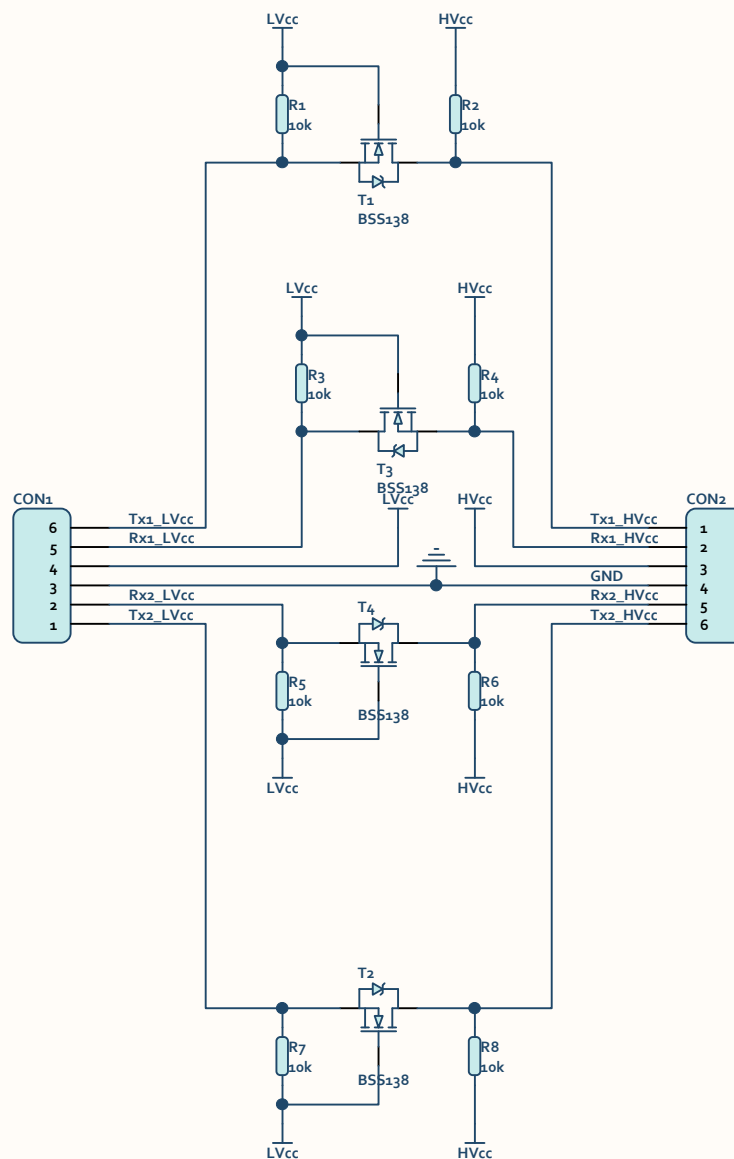 LVcc
HVcc
R1
10k
R2
10k
T1
BSS138
LVcc
HVcc
R3
10k
R4
10k
T3
BSS138
CON1
LVcc
HVcc
CON2
6
Tx1_LVcc
Tx1_HVcc
1
5
Rx1_LVcc
Rx1_HVcc
2
4
3
3
GND
4
2
Rx2_LVcc
T4
Rx2_HVcc
5
1
Tx2_LVcc
Tx2_HVcc
6
R5
10k
R6
10k
BSS138
LVcc
HVcc
T2
R7
10k
R8
10k
BSS138
LVcc
HVcc